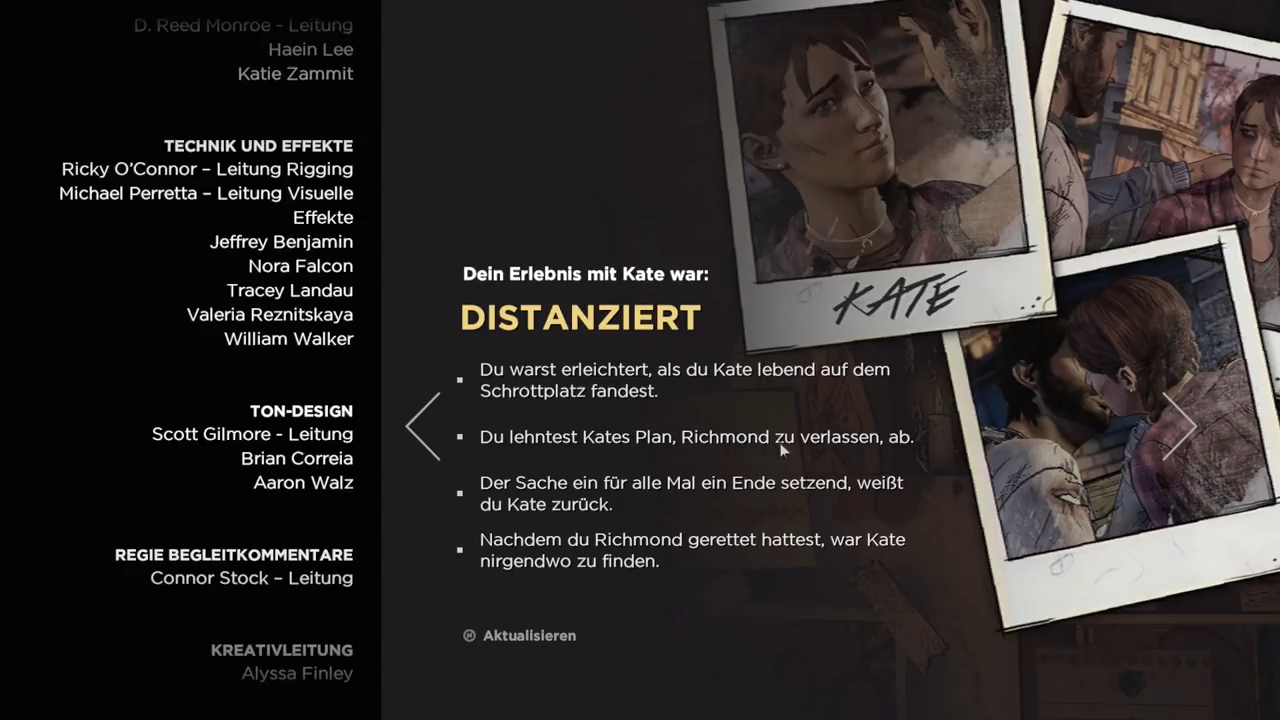 D. Reed Monroe - Leitung
Haein Lee
Katie Zammit
TECHNIK UND EFFEKTE
Ricky O'Connor – Leitung Rigging
Michael Perretta – Leitung Visuelle
Effekte
Jeffrey Benjamin
Nora Falcon
Tracey Landau
Valeria Reznitskaya
William Walker
TON-DESIGN
Scott Gilmore - Leitung
Brian Correia
Aaron Walz
REGIE BEGLEITKOMMENTARE
Connor Stock – Leitung
KREATIVLEITUNG
Alyssa Finley
KATE
Dein Erlebnis mit Kate war:
DISTANZIERT
▪ Du warst erleichtert, als du Kate lebend auf dem
Schrottplatz fandest.
▪ Du lehntest Kates Plan, Richmond zu verlassen, ab.
▪ Der Sache ein für alle Mal ein Ende setzend, weißt
du Kate zurück.
▪ Nachdem du Richmond gerettet hattest, war Kate
nirgendwo zu finden.
Aktualisieren